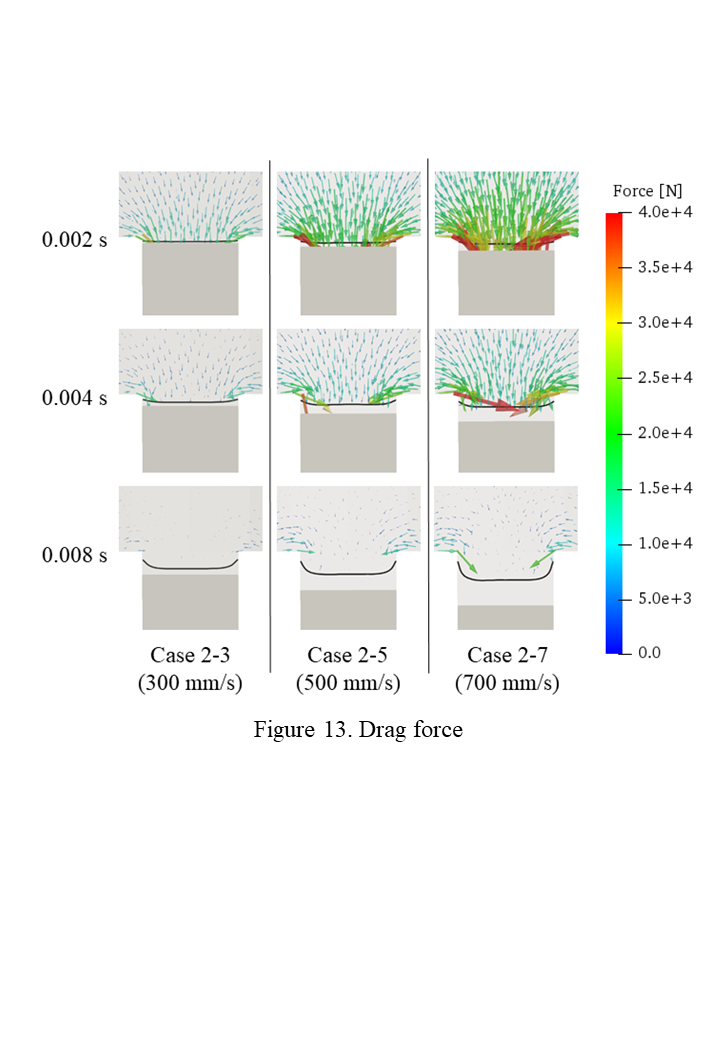 Force [N]
4.0e+4
3.5e+4
3.0e+4
2.5e+4
2.0e+4
1.5e+4
1.0e+4
5.0e+3
0.0
0.002 s
0.004 s
0.008 s
Case 2-3
(300 mm/s)
Case 2-5
(500 mm/s)
Case 2-7
(700 mm/s)
Figure 13. Drag force